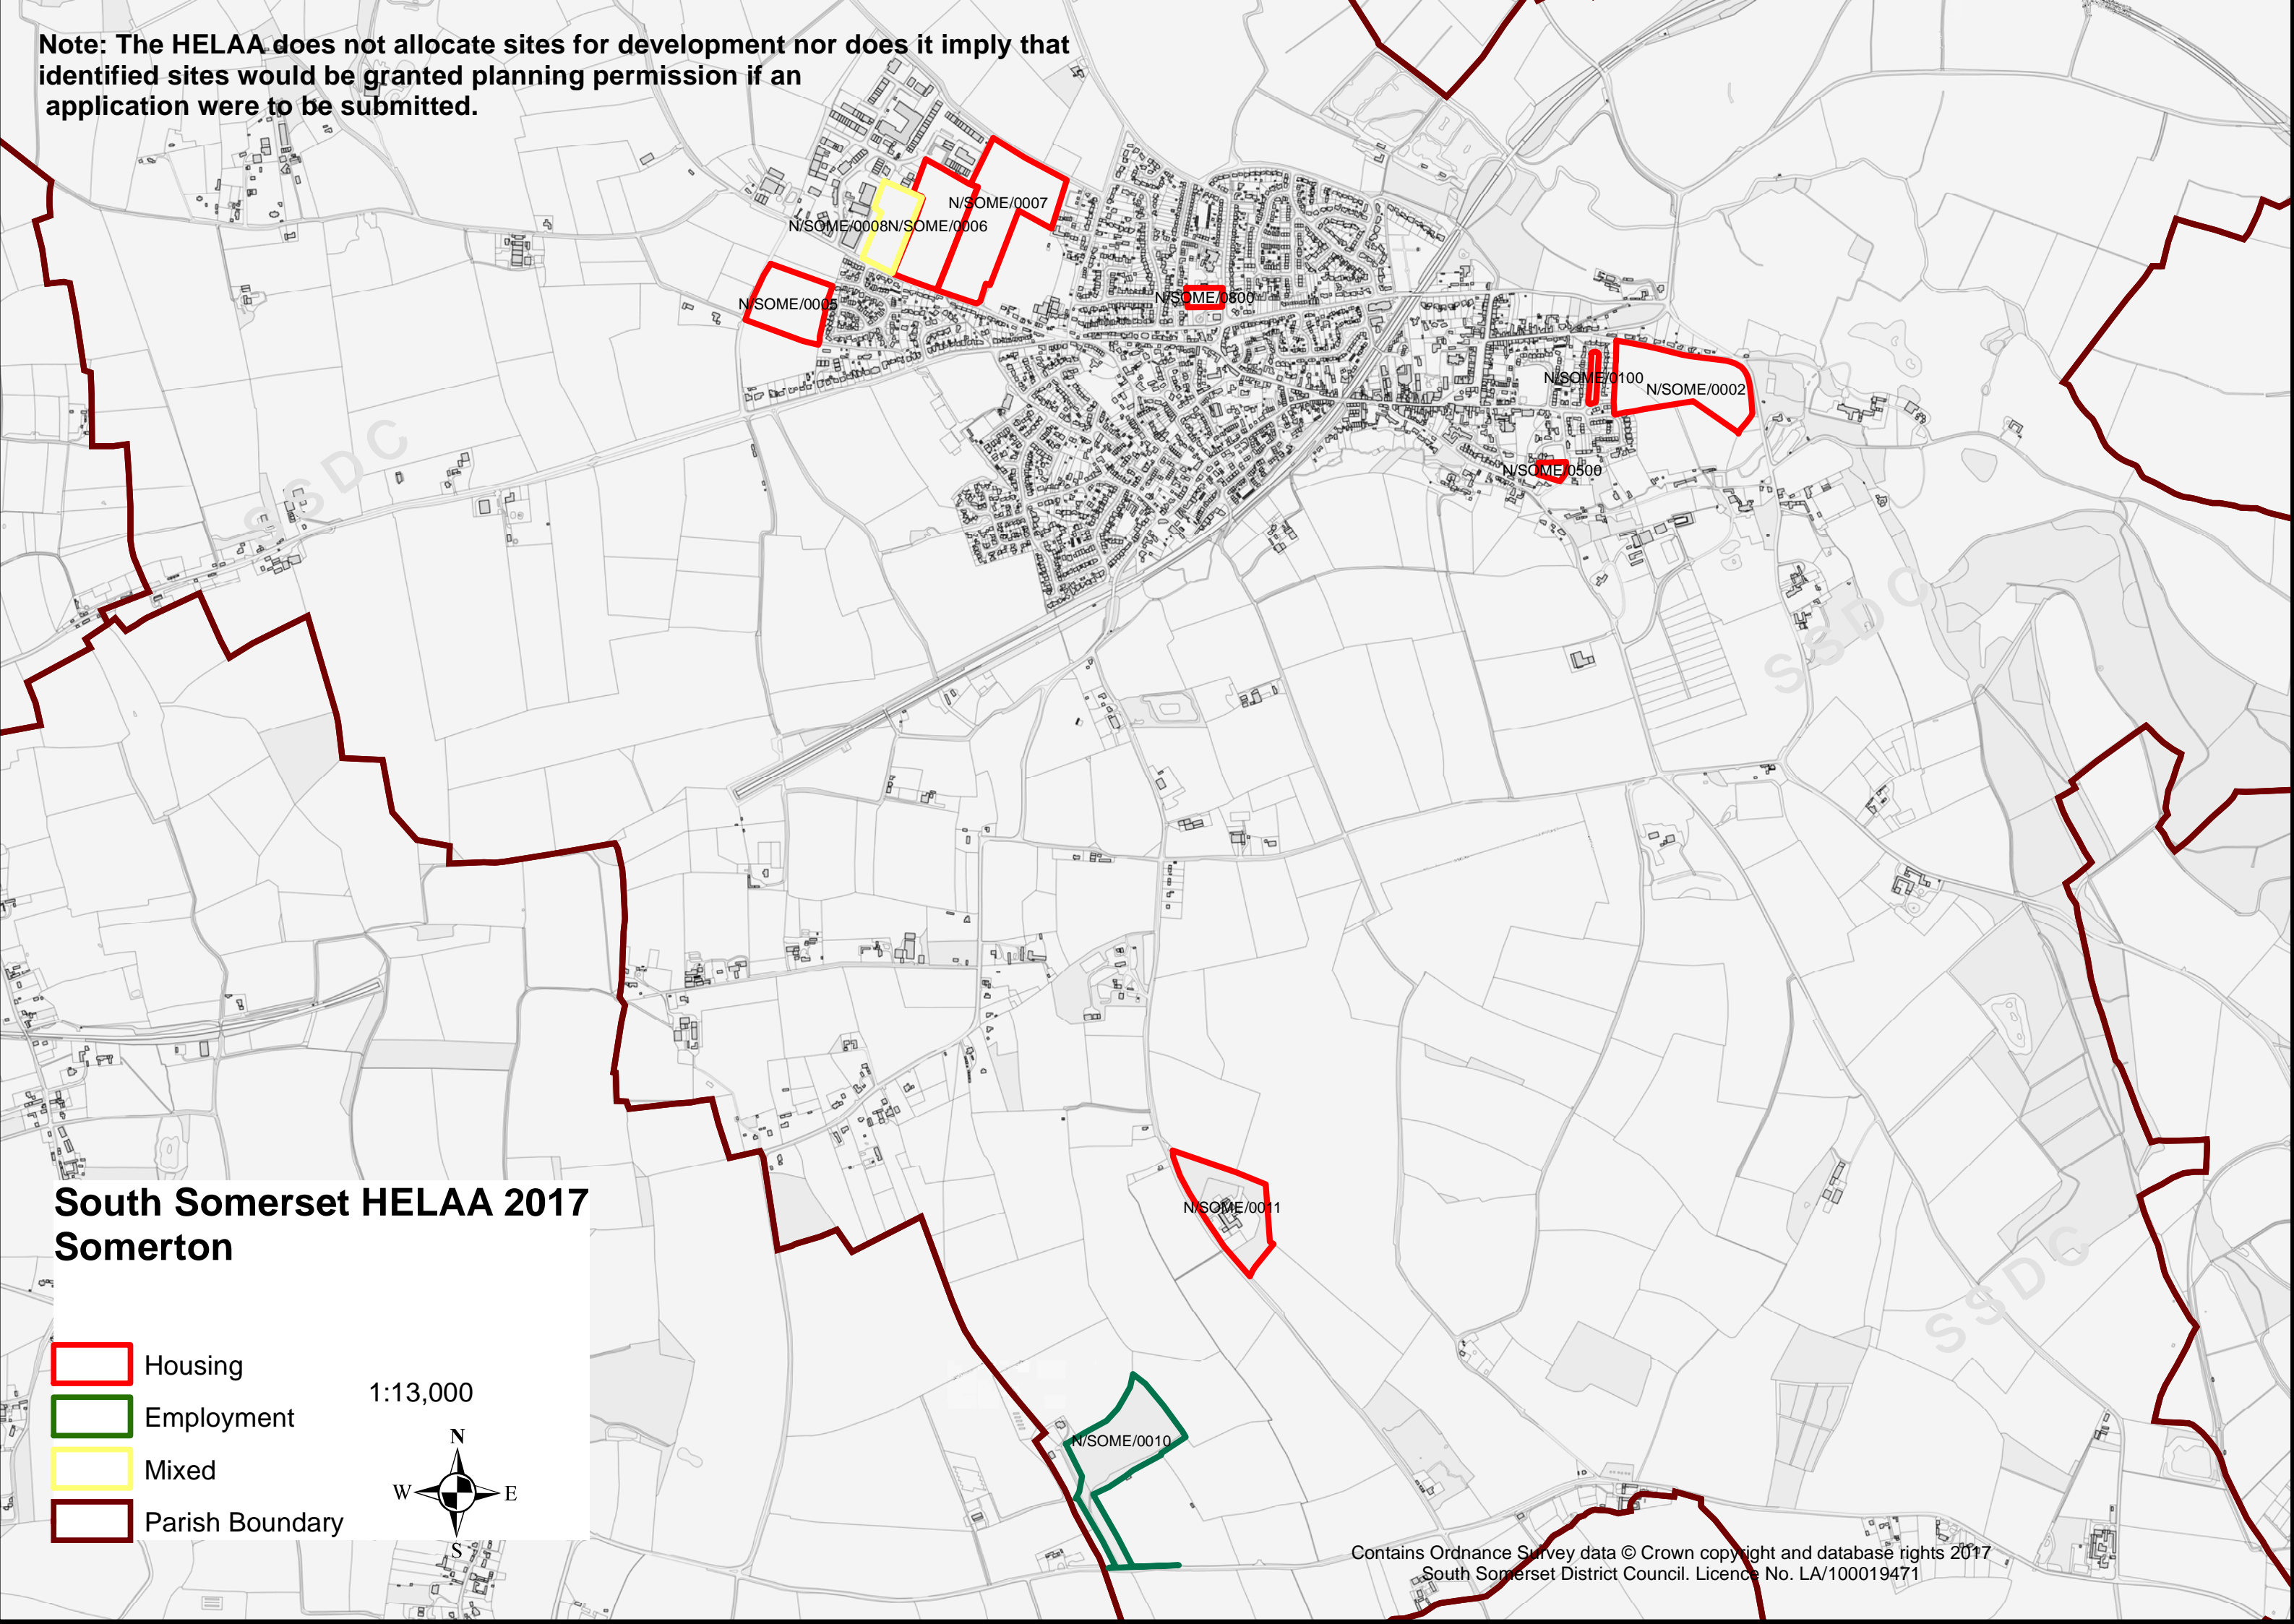 Note: The HELAA does not allocate sites for development nor does it imply that
identified sites would be granted planning permission if an
application were to be submitted.
N/SOME/0007
N/SOME/0008
N/SOME/0006
N/SOME/0005
N/SOME/0800
N/SOME/0100
N/SOME/0002
N/SOME/0500
SSDC
SSDC
N/SOME/0011
South Somerset HELAA 2017
Somerton
SSDC
Housing
1:13,000
Employment
N
N/SOME/0010
Mixed
W
E
Parish Boundary
S
Contains Ordnance Survey data © Crown copyright and database rights 2017
South Somerset District Council. Licence No. LA/100019471